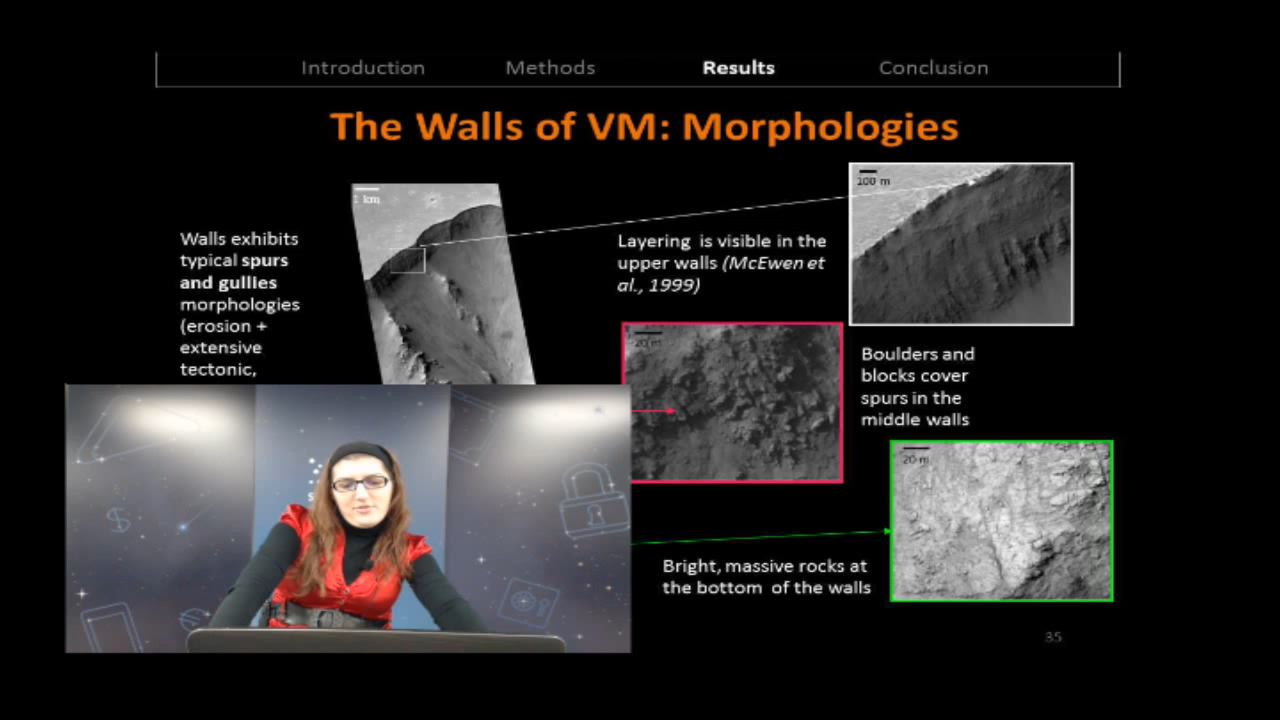 Introduction Methods Results Conclusion
The Walls of VM: Morphologies
1 km
100 m
Walls exhibits
typical spurs
and gullies
morphologies
(erosion +
extensive
tectonic,
Layering is visible in the
upper walls (McEwen et
al., 1999)
20 m
Boulders and
blocks cover
spurs in the
middle walls
20 m
Bright, massive rocks at
the bottom of the walls
35